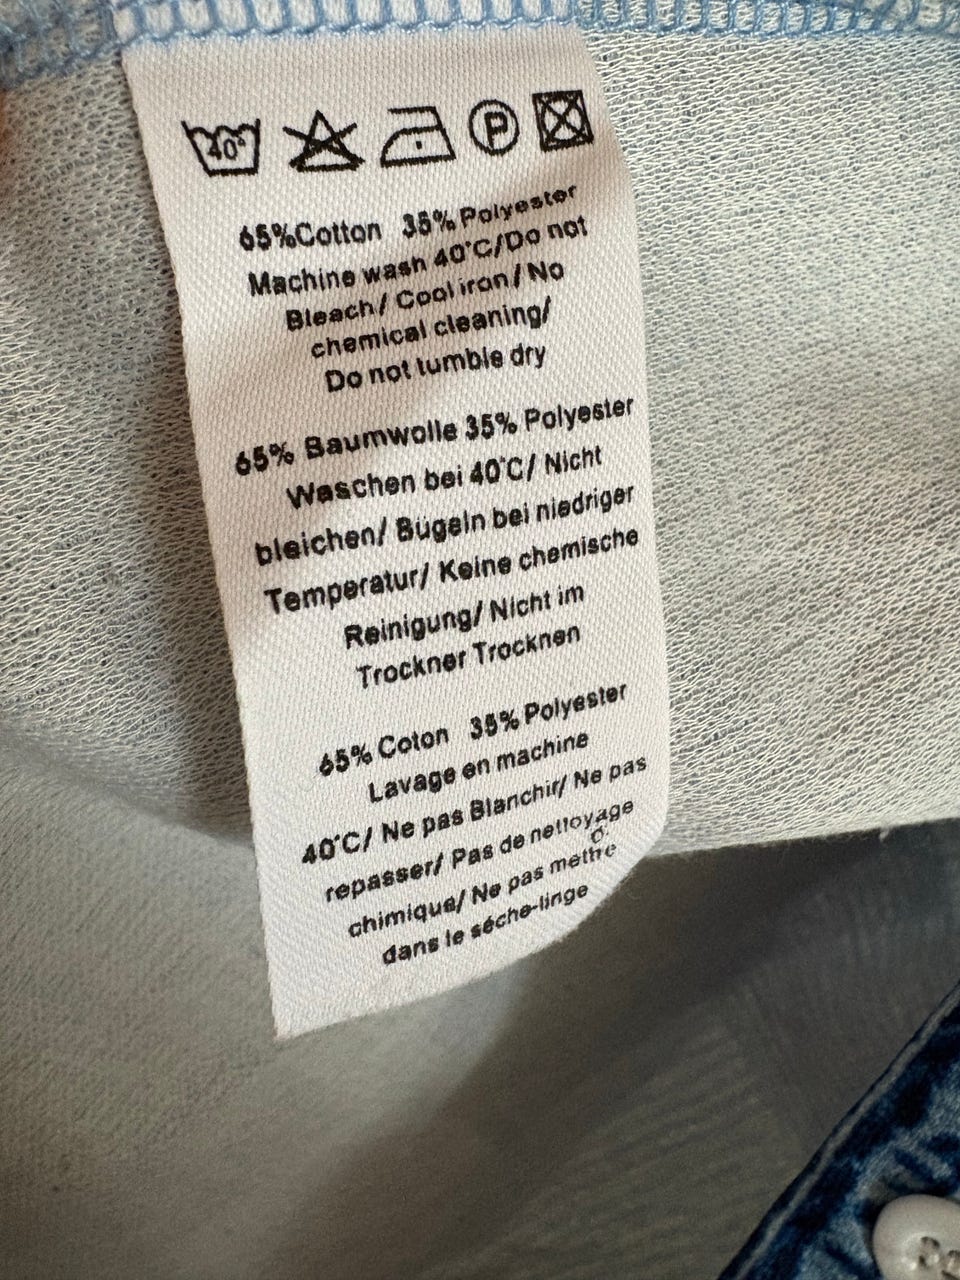 40°
P
65%Cotton 35% Polyester
Machine wash 40°C/Do not
Bleach/ Cool iron/ No
chemical cleaning/
Do not tumble dry
65% Baumwolle 35% Polyester
Waschen bei 40°C/ Nicht
bleichen/ Bügeln bei niedriger
Temperatur/ Keine chemische
Reinigung/ Nicht im
Trockner Trocknen
65% Coton 35% Polyester
Lavage en machine
40°C/ Ne pas Blanchir/ Ne pas
repasser/ Pas de nettoyage
chimique/ Ne pas
dans le séche-linge